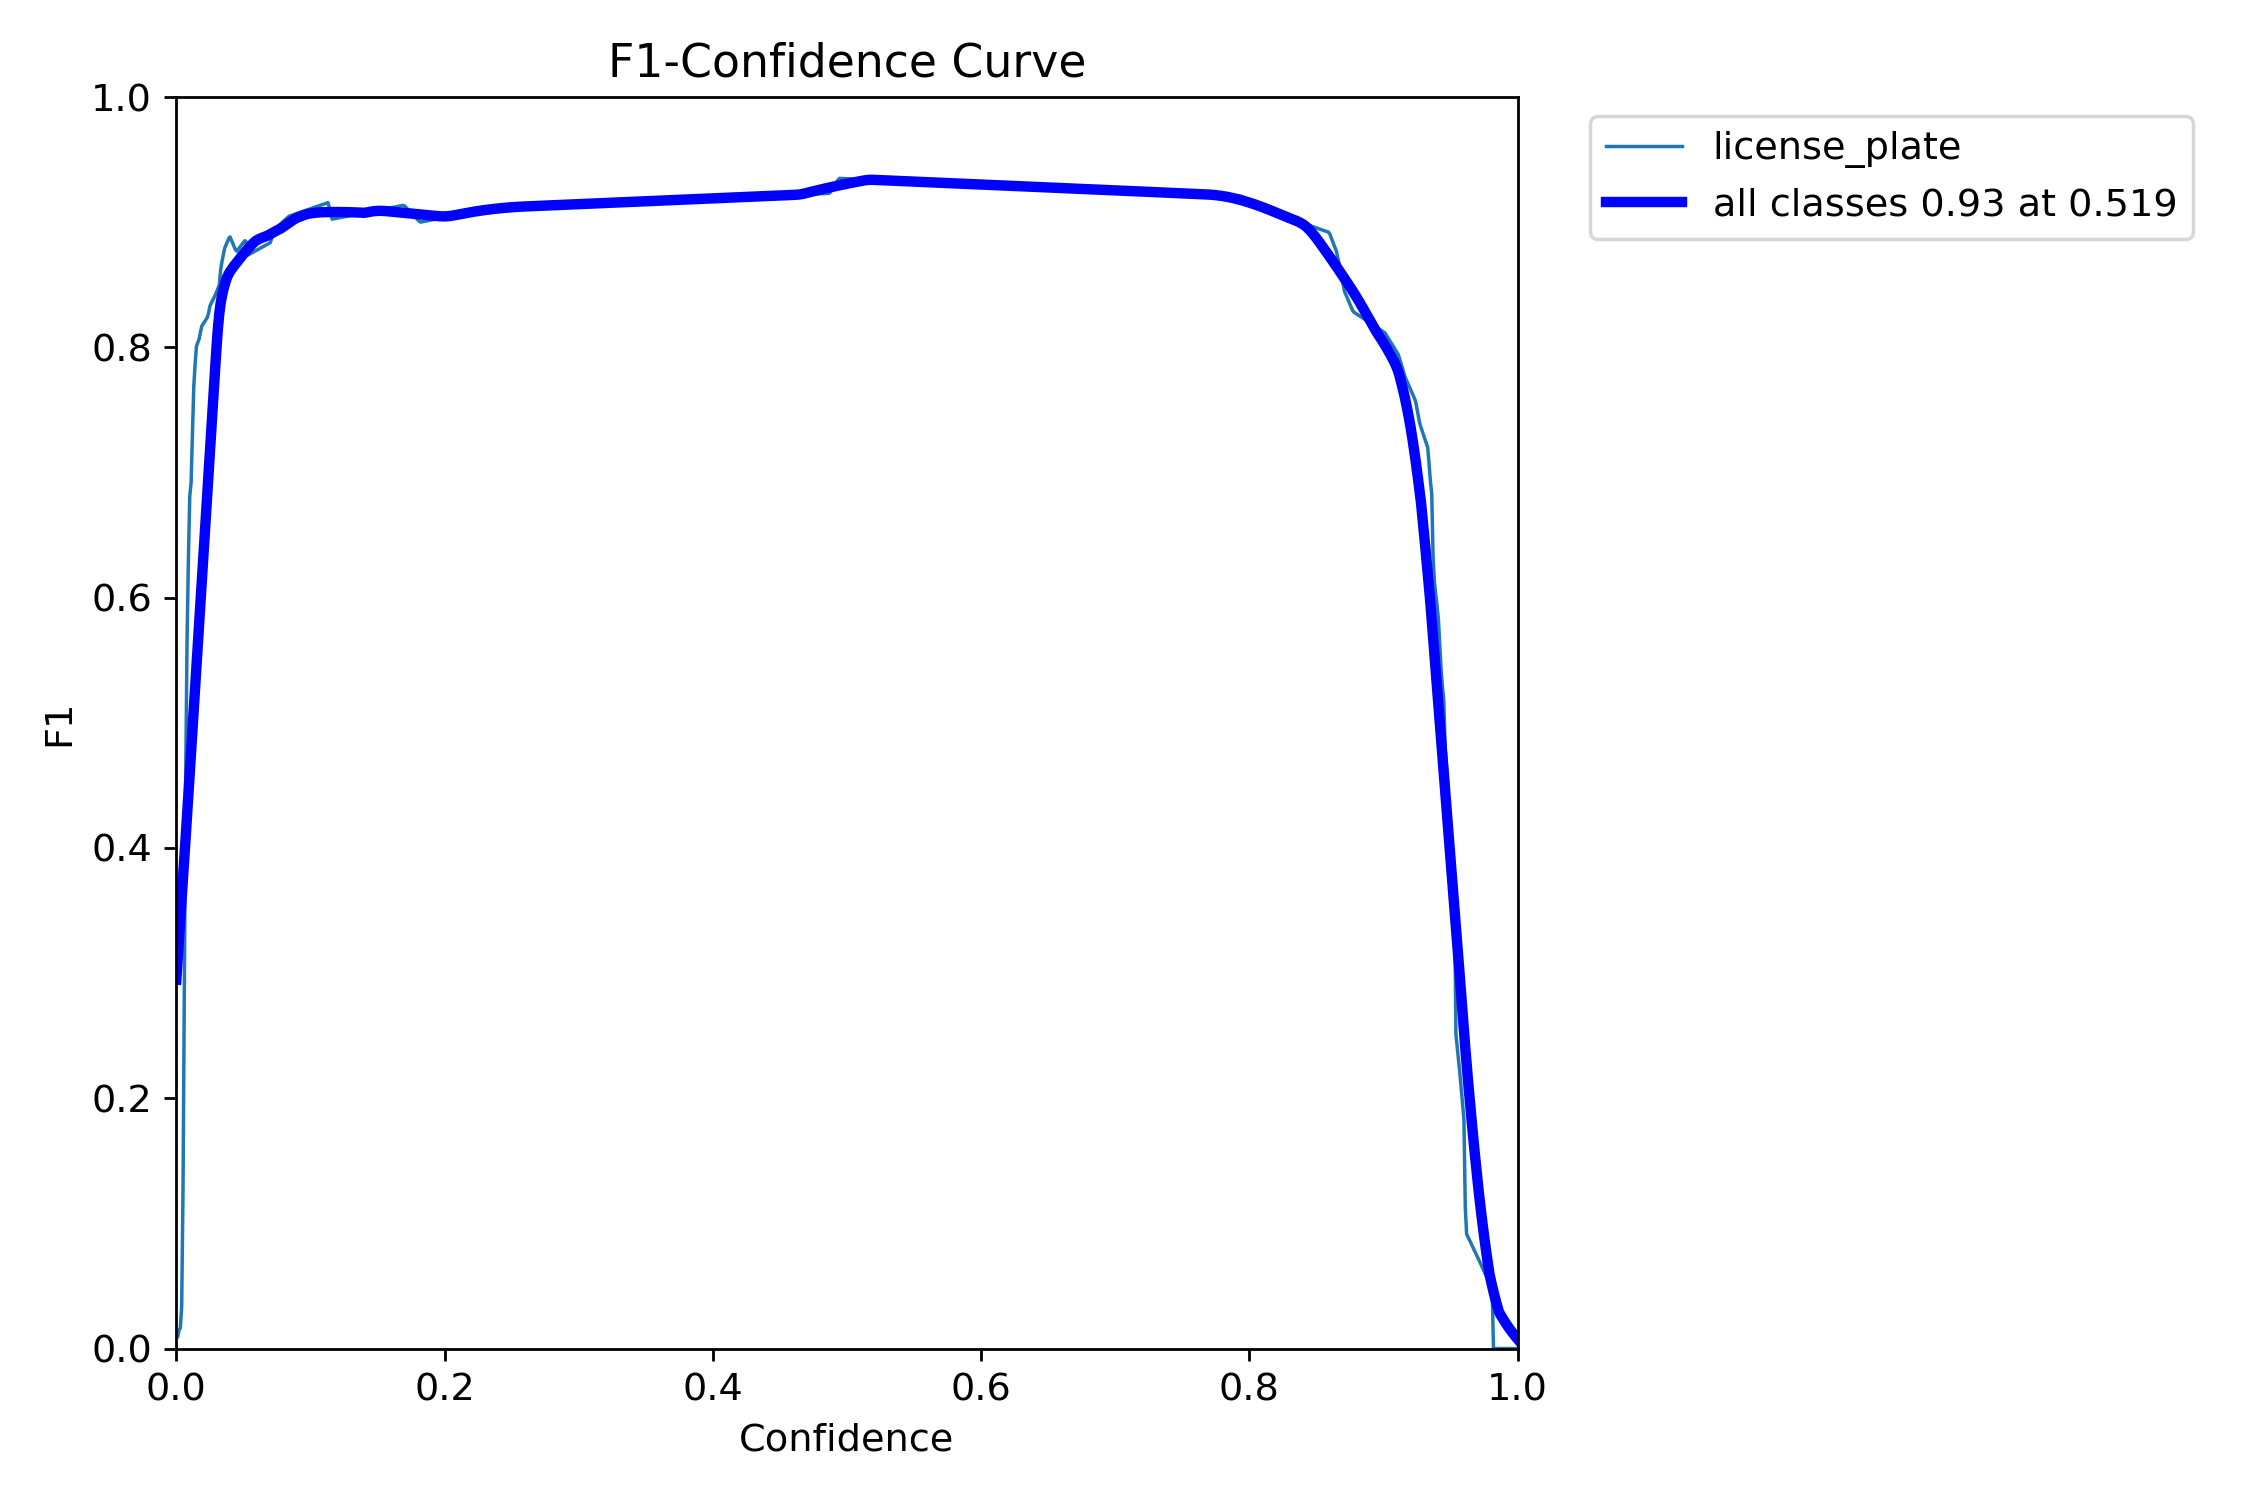 F1-Confidence Curve
1.0
0.8
0.6
0.4
0.2
0.0
F1
0.0 0.2 0.4 0.6 0.8 1.0
Confidence
license_plate
all classes 0.93 at 0.519